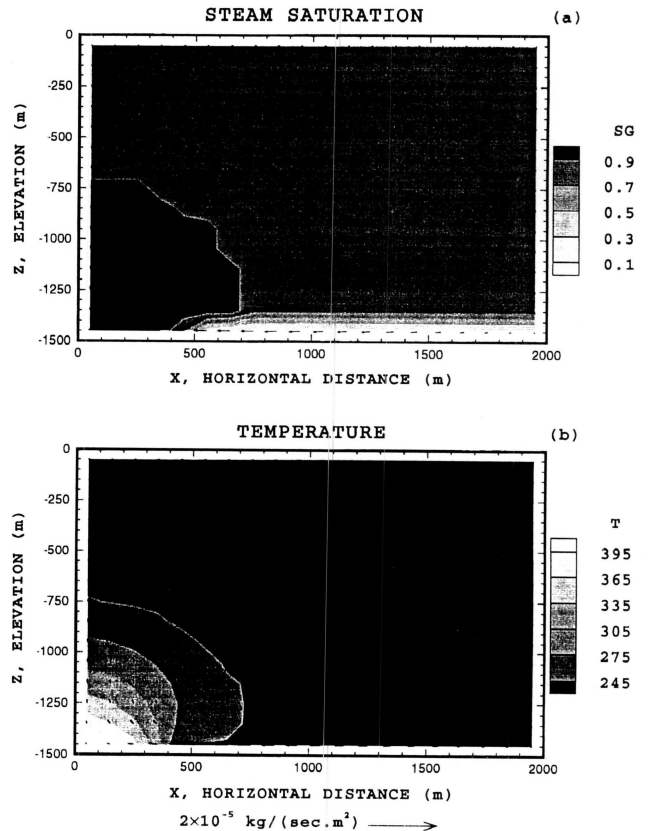 STEAM SATURATION (a)
0
-250
-500
-750
-1000
-1250
-1500
Z, ELEVATION (m)
0 500 1000 1500 2000
X, HORIZONTAL DISTANCE (m)
SG
0.9
0.7
0.5
0.3
0.1
TEMPERATURE (b)
0
-250
-500
-750
-1000
-1250
-1500
Z, ELEVATION (m)
0 500 1000 1500 2000
X, HORIZONTAL DISTANCE (m)
T
395
365
335
305
275
245
2×10⁻⁵ kg/(sec.m²)